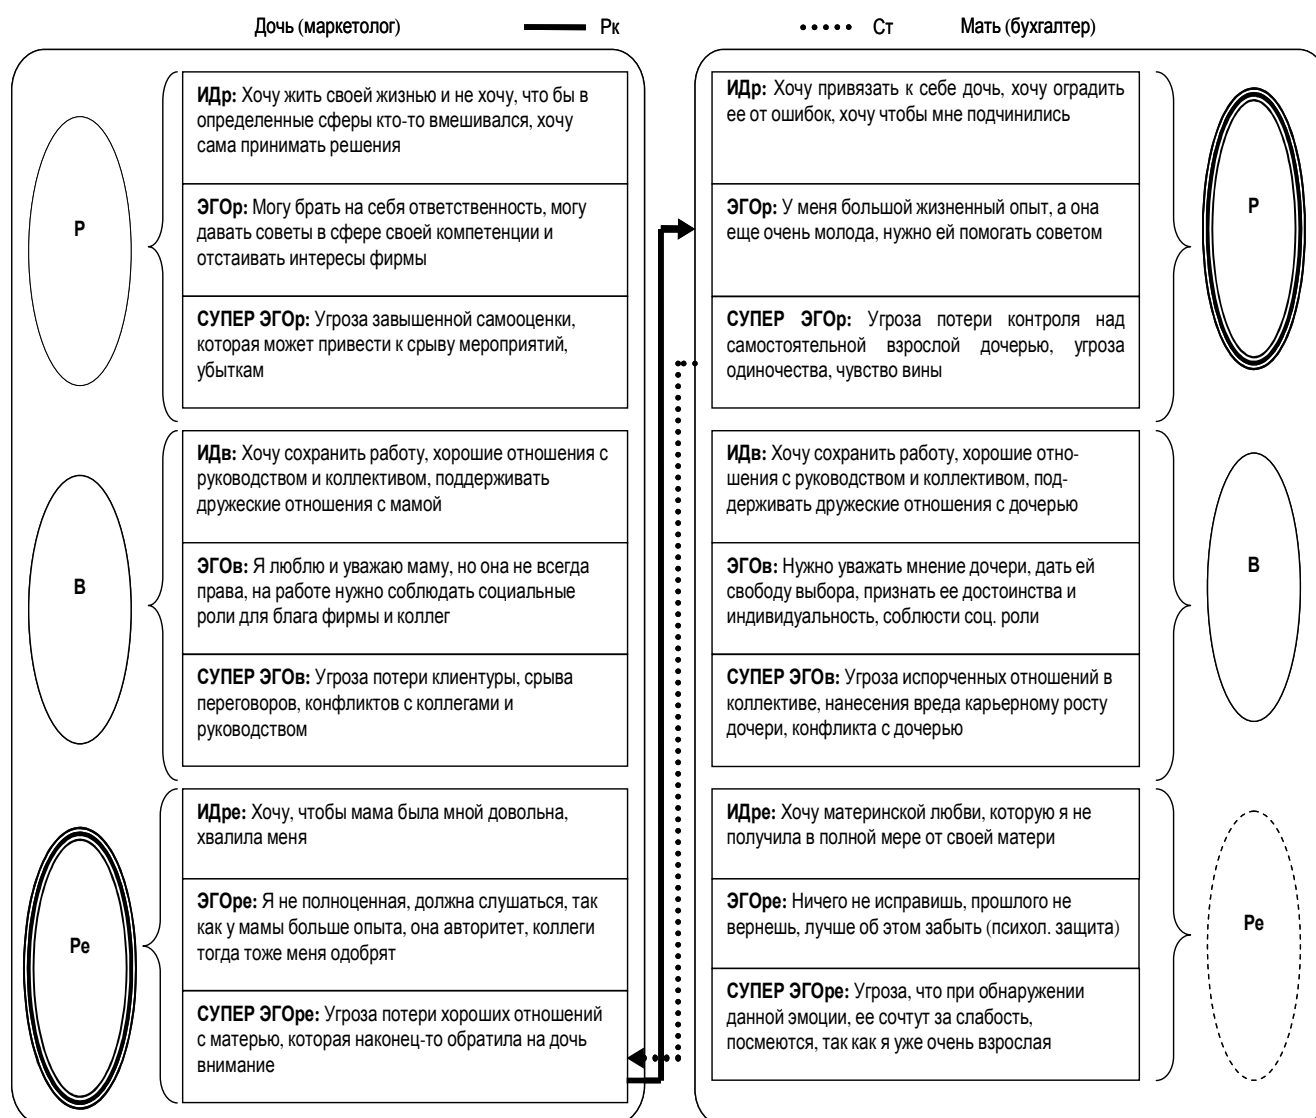 Дочь (маркетолог) Рк Ст Мать (бухгалтер)
Р
ИДр: Хочу жить своей жизнью и не хочу, что бы в
определенные сферы кто-то вмешивался, хочу
сама принимать решения
ЭГОр: Могу брать на себя ответственность, могу
давать советы в сфере своей компетенции и
отстаивать интересы фирмы
СУПЕР ЭГОр: Угроза завышенной самооценки,
которая может привести к срыву мероприятий,
убыткам
В
ИДв: Хочу сохранить работу, хорошие отношения с
руководством и коллективом, поддерживать
дружеские отношения с мамой
ЭГОв: Я люблю и уважаю маму, но она не всегда
права, на работе нужно соблюдать социальные
роли для блага фирмы и коллег
СУПЕР ЭГОв: Угроза потери клиентуры, срыва
переговоров, конфликтов с коллегами и
руководством
Ре
ИДре: Хочу, чтобы мама была мной довольна,
хвалила меня
ЭГОре: Я не полноценная, должна слушаться, так
как у мамы больше опыта, она авторитет, коллеги
тогда тоже меня одобрят
СУПЕР ЭГОре: Угроза потери хороших отношений
с матерью, которая наконец-то обратила на дочь
внимание
ИДр: Хочу привязать к себе дочь, хочу оградить
ее от ошибок, хочу чтобы мне подчинились
ЭГОр: У меня большой жизненный опыт, а она
еще очень молода, нужно ей помогать советом
СУПЕР ЭГОр: Угроза потери контроля над
самостоятельной взрослой дочерью, угроза
одиночества, чувство вины
Р
ИДв: Хочу сохранить работу, хорошие отно-
шения с руководством и коллективом, под-
держивать дружеские отношения с дочерью
ЭГОв: Нужно уважать мнение дочери, дать ей
свободу выбора, признать ее достоинства и
индивидуальность, соблюсти соц. роли
СУПЕР ЭГОв: Угроза испорченных отношений в
коллективе, нанесения вреда карьерному росту
дочери, конфликта с дочерью
В
ИДре: Хочу материнской любви, которую я не
получила в полной мере от своей матери
ЭГОре: Ничего не исправишь, прошлого не
вернешь, лучше об этом забыть (психол. защита)
СУПЕР ЭГОре: Угроза, что при обнаружении
данной эмоции, ее сочтут за слабость,
посмеются, так как я уже очень взрослая
Ре